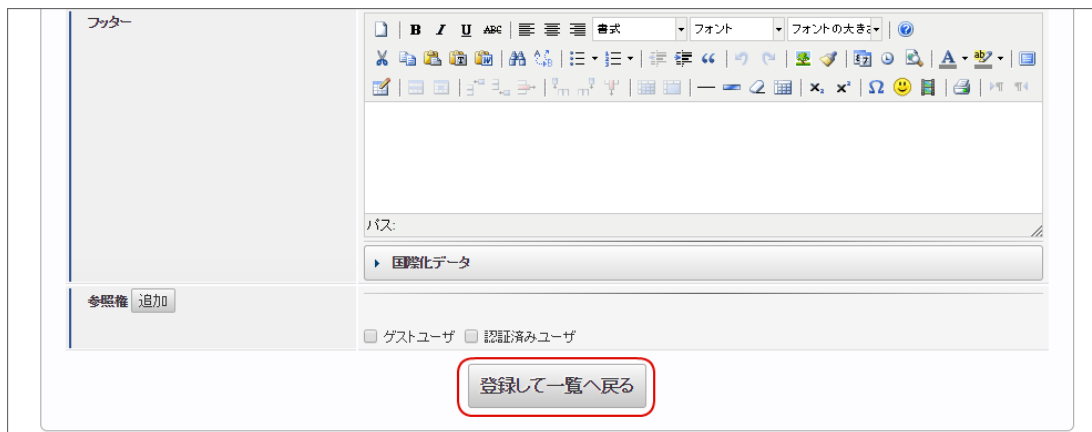 フッター
B I U ABC 書式 フォント フォントの大きさ
パス:
国際化データ
参照権 追加
ゲストユーザ 認証済みユーザ
登録して一覧へ戻る